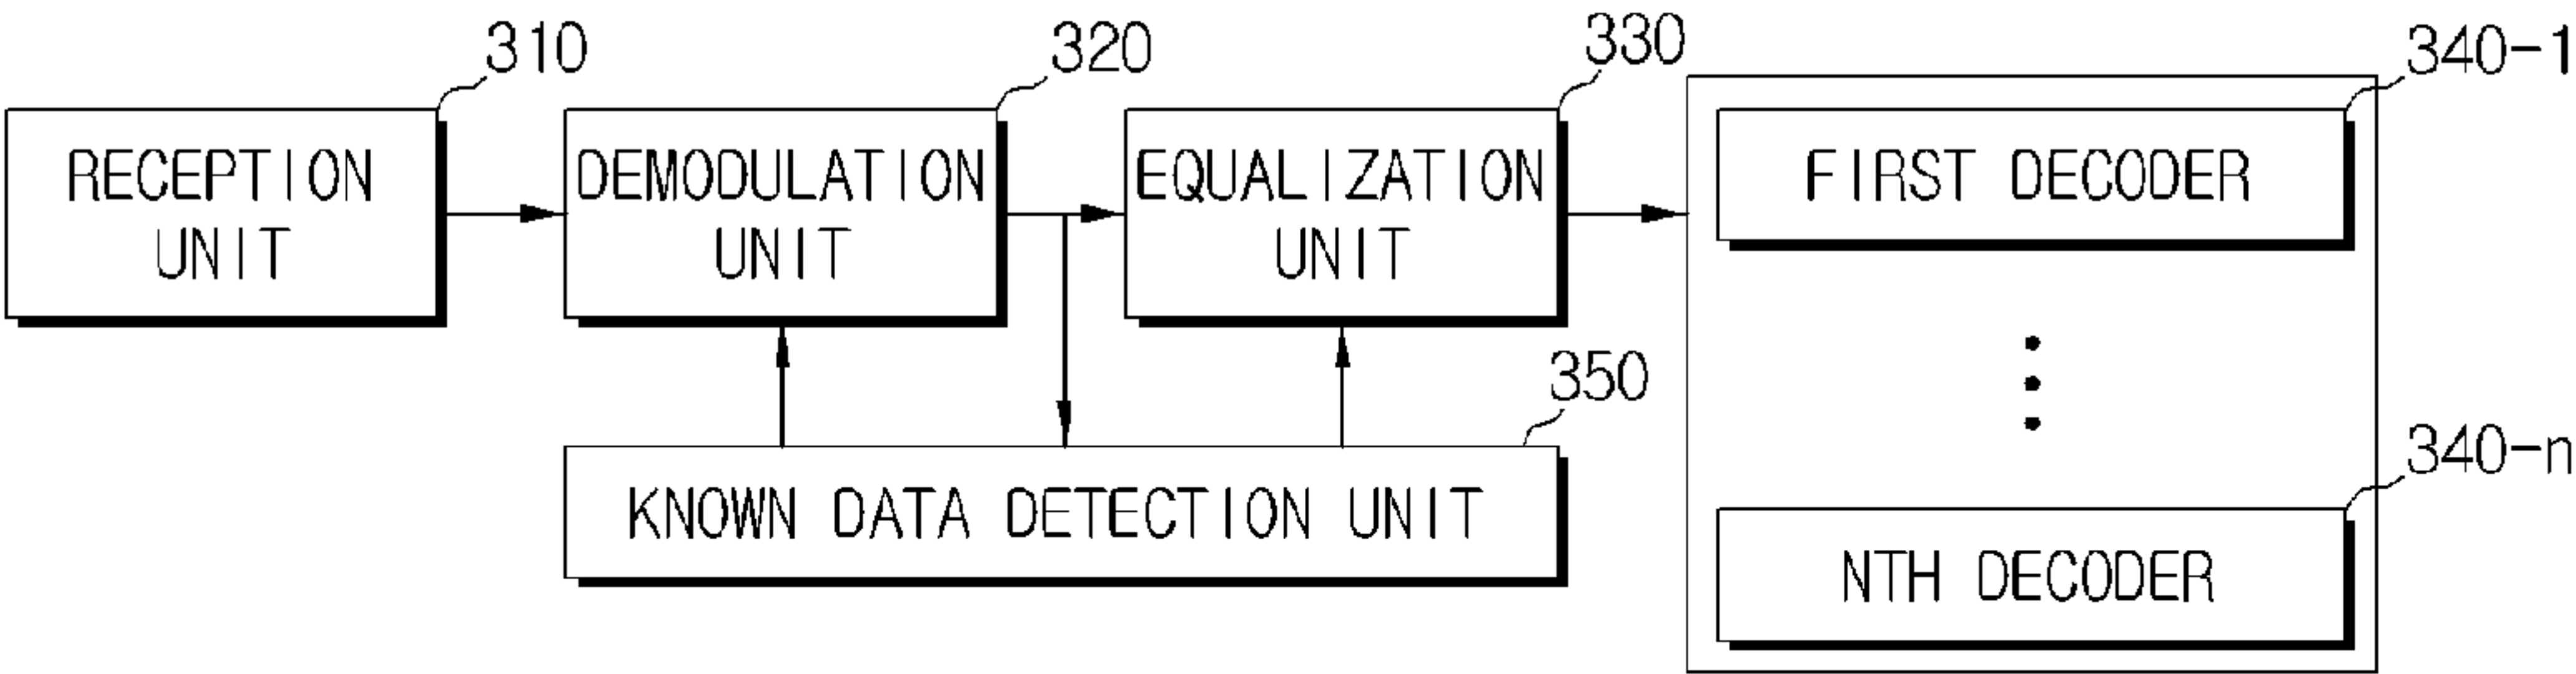 310
320
330
340-1
RECEPTION
UNIT
DEMODULATION
UNIT
EQUALIZATION
UNIT
FIRST DECODER
350
KNOWN DATA DETECTION UNIT
340-n
NTH DECODER